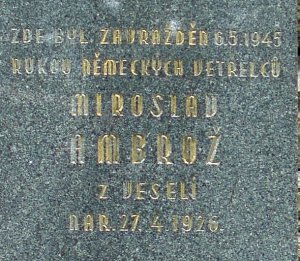 ZDE BYL ZAVRAŽDĚN 6.5.1945
RUKOU NĚMECKÝCH VETŘELCŮ
MIROSLAV
AMBROŽ
Z VESELÍ
NAR. 27. 4. 1926.